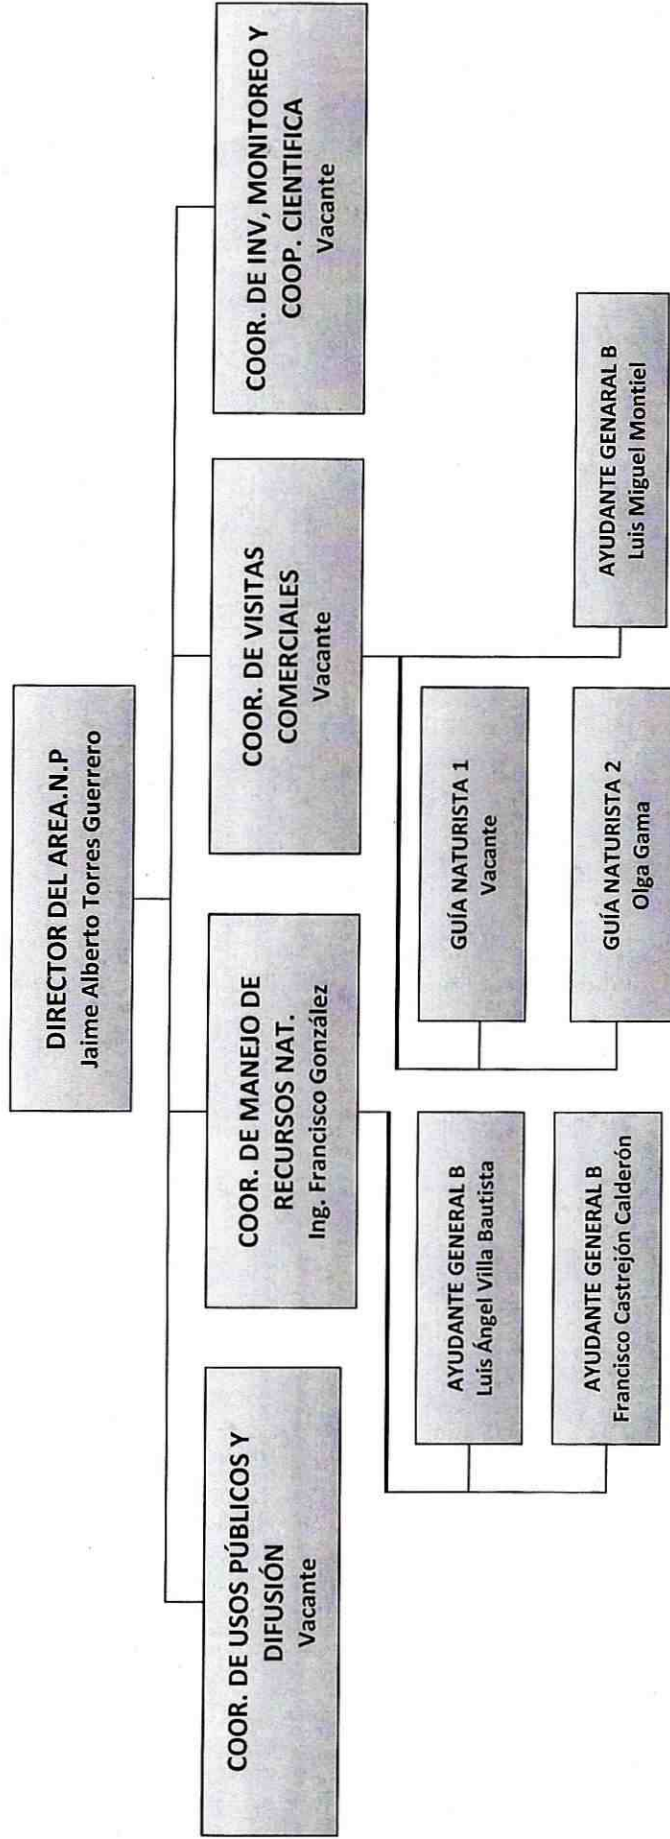 DIRECTOR DEL AREA.N.P
Jaime Alberto Torres Guerrero
COOR. DE USOS PÚBLICOS Y
DIFUSIÓN
Vacante
COOR. DE MANEJO DE
RECURSOS NAT.
Ing. Francisco González
COOR. DE VISITAS
COMERCIALES
Vacante
COOR. DE INV, MONITOREO Y
COOP. CIENTIFICA
Vacante
AYUDANTE GENERAL B
Luis Ángel Villa Bautista
AYUDANTE GENERAL B
Francisco Castrejón Calderón
GUÍA NATURISTA 1
Vacante
GUÍA NATURISTA 2
Olga Gama
AYUDANTE GENARAL B
Luis Miguel Montiel